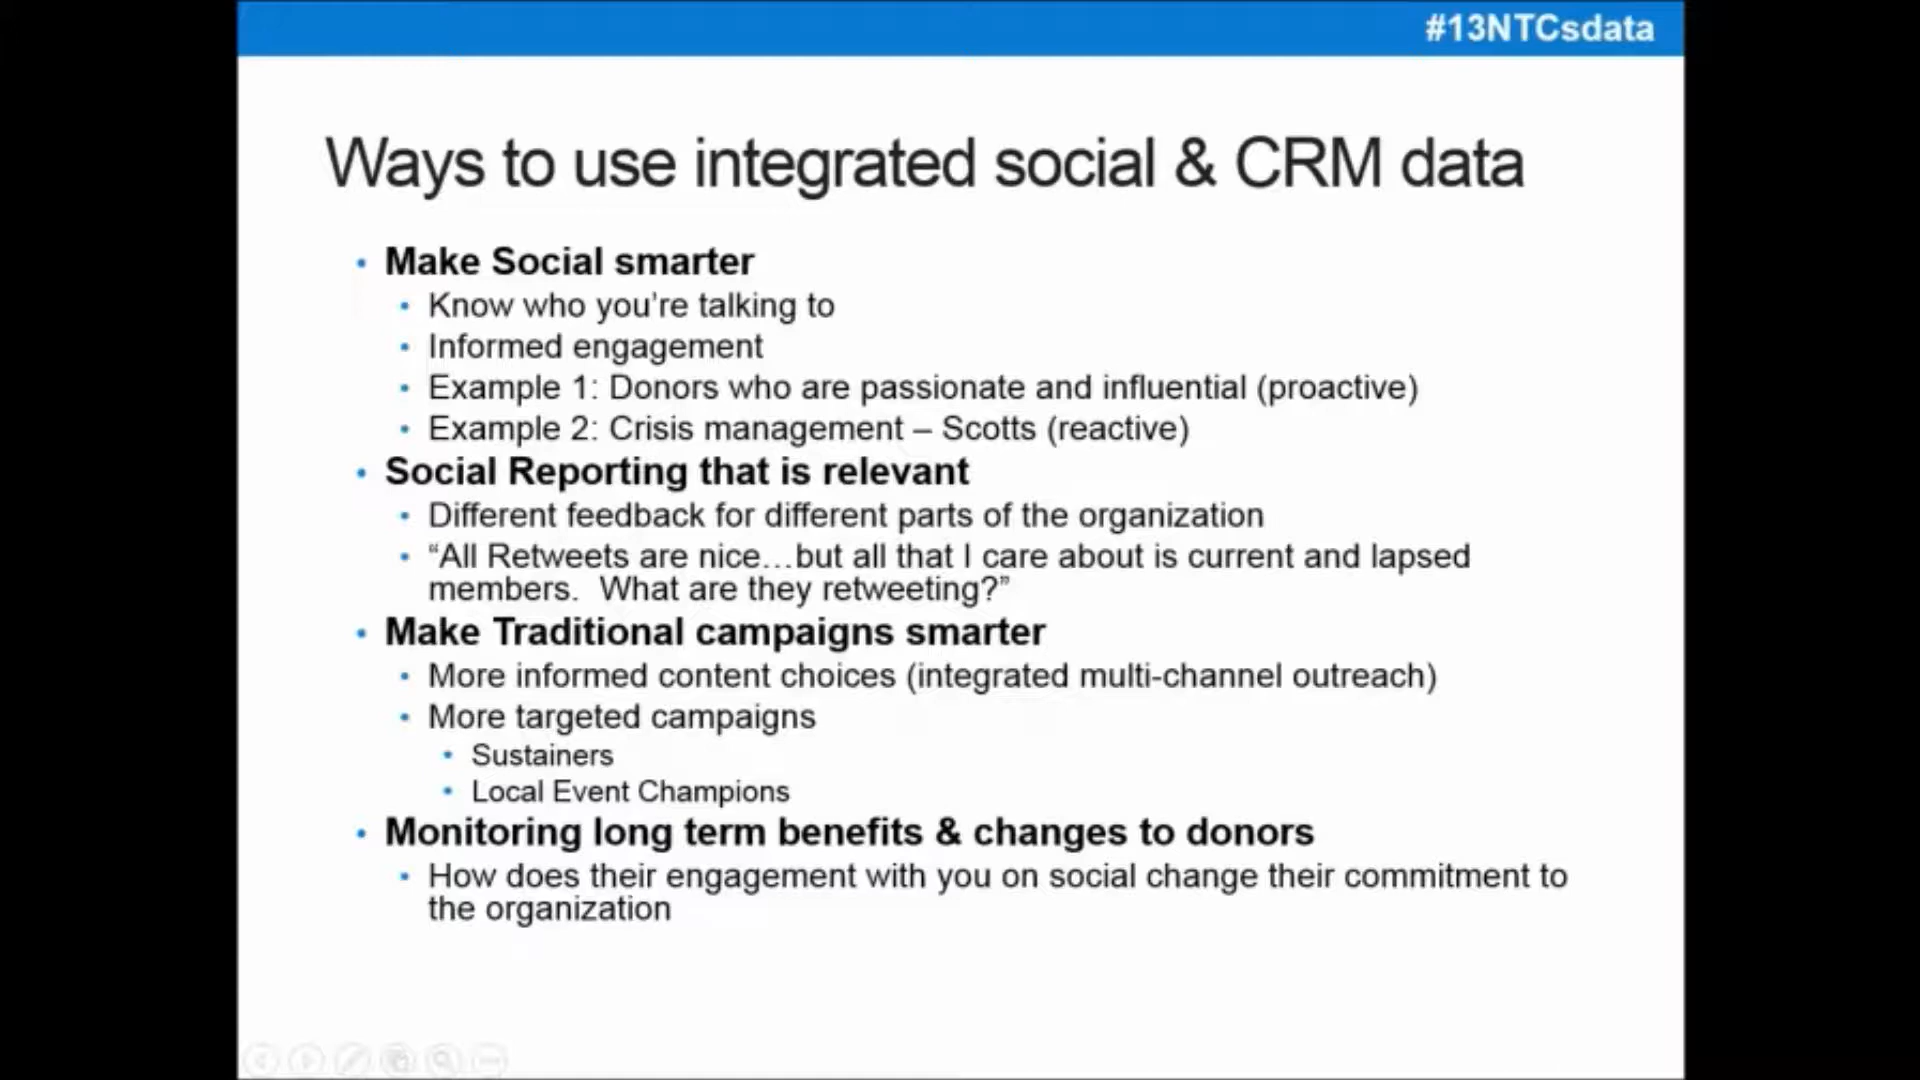 #13NTCsdata
Ways to use integrated social & CRM data
• Make Social smarter
• Know who you're talking to
• Informed engagement
• Example 1: Donors who are passionate and influential (proactive)
• Example 2: Crisis management – Scotts (reactive)
• Social Reporting that is relevant
• Different feedback for different parts of the organization
• “All Retweets are nice…but all that I care about is current and lapsed
members.  What are they retweeting?”
• Make Traditional campaigns smarter
• More informed content choices (integrated multi-channel outreach)
• More targeted campaigns
• Sustainers
• Local Event Champions
• Monitoring long term benefits & changes to donors
• How does their engagement with you on social change their commitment to
the organization